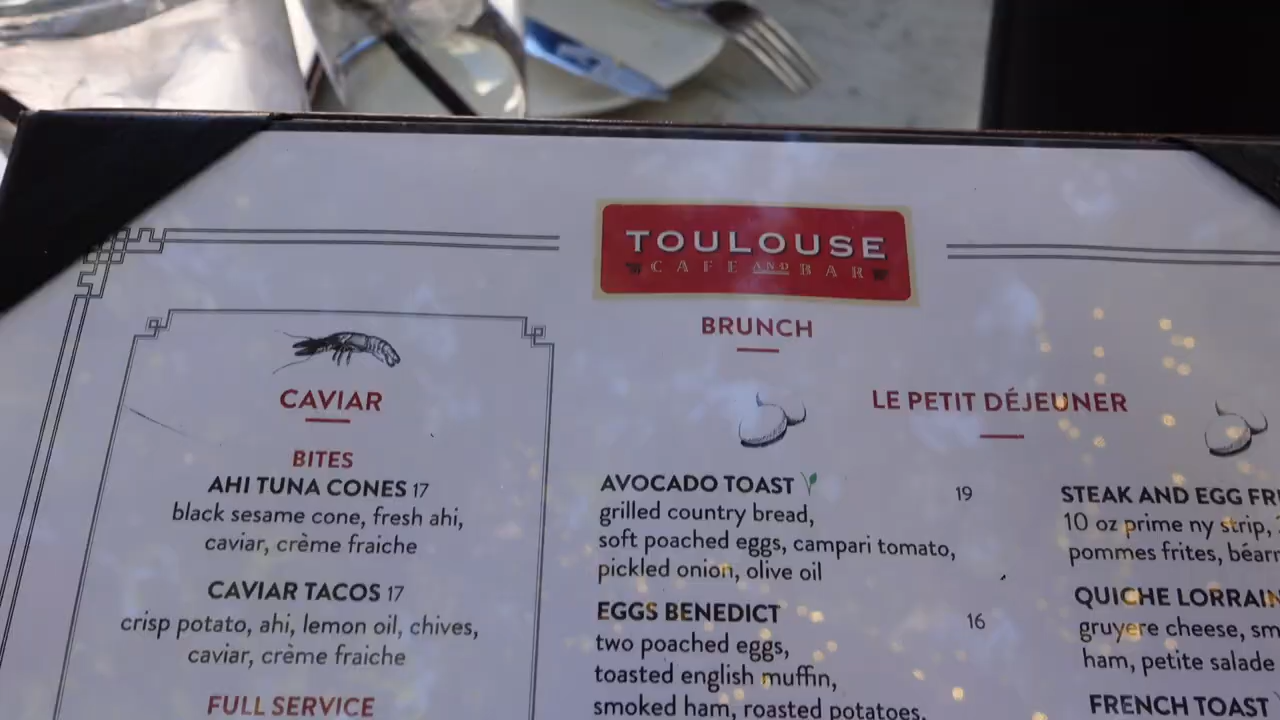 TOULOUSE
CAFE AND BAR
BRUNCH
CAVIAR
BITES
AHI TUNA CONES 17
black sesame cone, fresh ahi,
caviar, crème fraiche
CAVIAR TACOS 17
crisp potato, ahi, lemon oil, chives,
caviar, crème fraiche
FULL SERVICE
LE PETIT DÉJEUNER
AVOCADO TOAST 19
grilled country bread,
soft poached eggs, campari tomato,
pickled onion, olive oil
EGGS BENEDICT 16
two poached eggs,
toasted english muffin,
smoked ham, roasted potatoes,
STEAK AND EGG
10 oz prime ny strip,
pommes frites,
QUICHE
gruyere cheese,
ham, petite salade
FRENCH TOAST